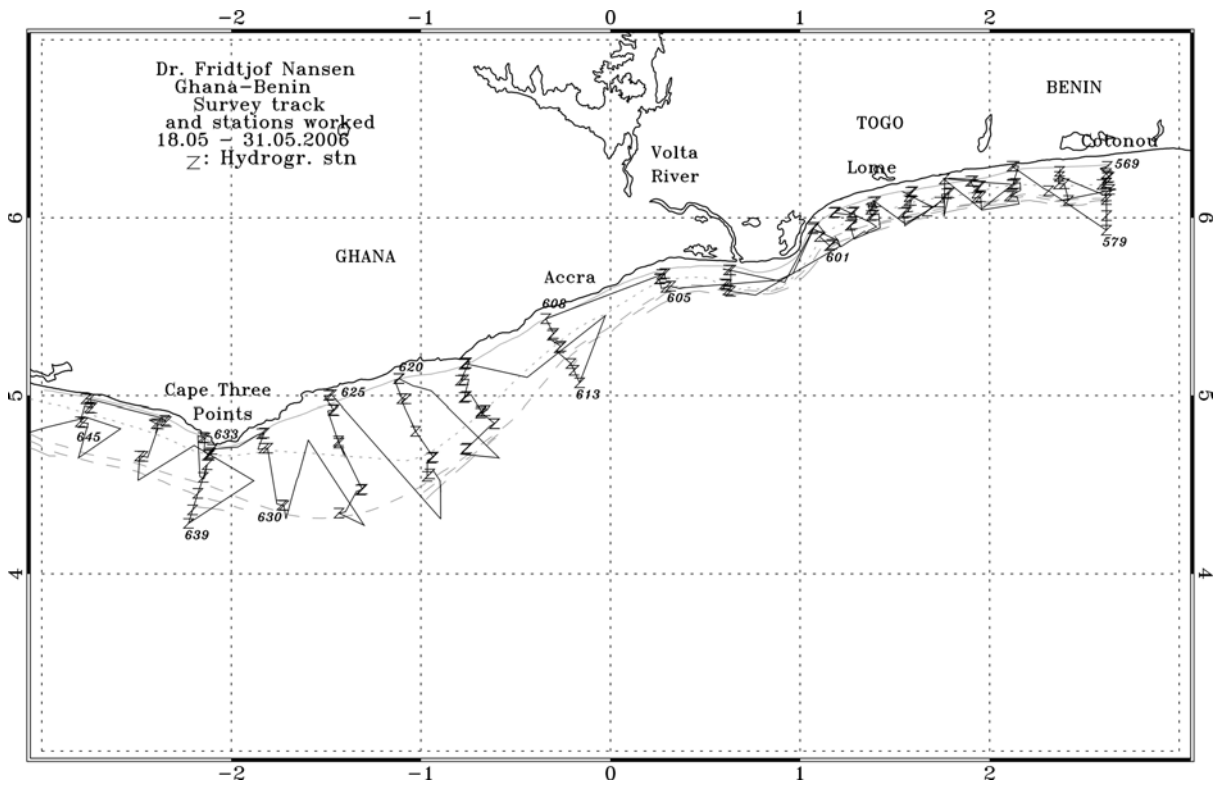 -2 -1 0 1 2
Dr. Fridtjof Nansen
Ghana-Benin
Survey track
and stations worked
18.05 - 31.05.2006
Z: Hydrogr. stn
BENIN
TOGO
Cotonou
Volta
River
Lome
569
6 6
601
579
GHANA
Accra
605
608
620
613
5 5
Cape Three
Points
625
633
645
630
639
4 4
-2 -1 0 1 2